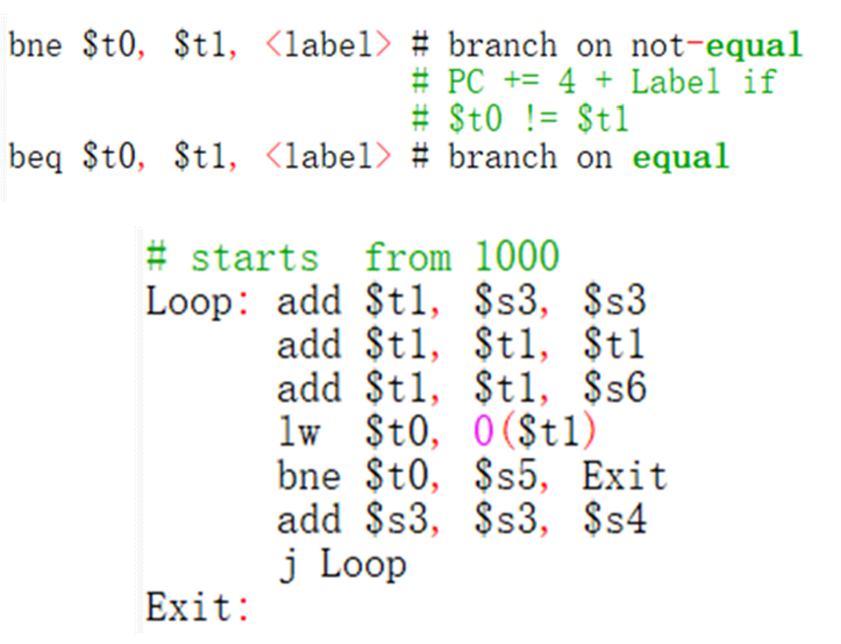 bne $t0, $t1, <label> # branch on not-equal
# PC += 4 + Label if
# $t0 != $t1
beq $t0, $t1, <label> # branch on equal
# starts from 1000
Loop: add $t1, $s3, $s3
add $t1, $t1, $t1
add $t1, $t1, $s6
lw $t0, 0($t1)
bne $t0, $s5, Exit
add $s3, $s3, $s4
j Loop
Exit: